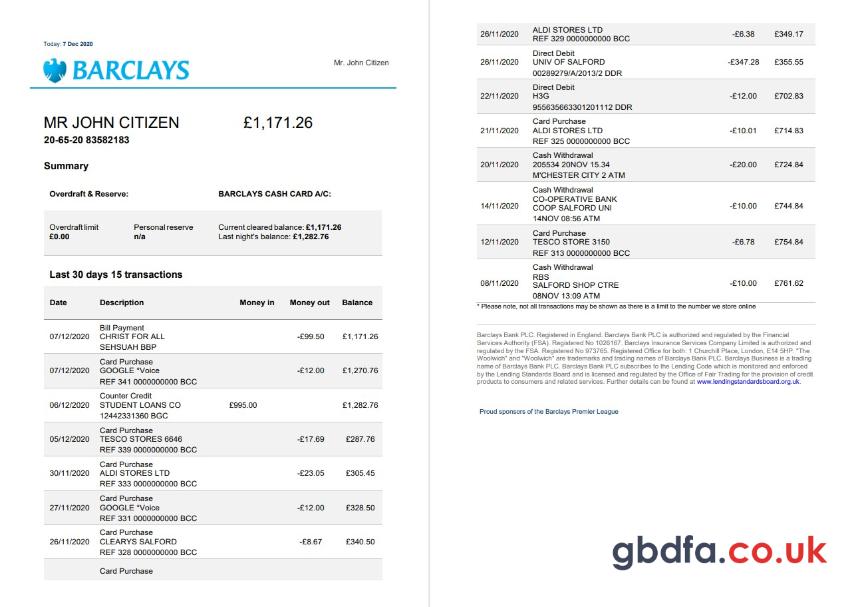 Today: 7 Dec 2020
BARCLAYS
Mr. John Citizen
MR JOHN CITIZEN £1,171.26
20-65-20 83582183
Summary
Overdraft & Reserve: BARCLAYS CASH CARD A/C:
Overdraft limit Personal reserve Current cleared balance: £1,171.26
£0.00 n/a Last night's balance: £1,282.76
Last 30 days 15 transactions
Date Description Money in Money out Balance
Bill Payment
07/12/2020 CHRIST FOR ALL -£99.50 £1,171.26
SEHSUAH BBP
Card Purchase
07/12/2020 GOOGLE *Voice -£12.00 £1,270.76
REF 341 0000000000 BCC
Counter Credit
06/12/2020 STUDENT LOANS CO £995.00 £1,282.76
12442331360 BGC
Card Purchase
05/12/2020 TESCO STORES 6646 -£17.69 £287.76
REF 339 0000000000 BCC
Card Purchase
30/11/2020 ALDI STORES LTD -£23.05 £305.45
REF 333 0000000000 BCC
Card Purchase
27/11/2020 GOOGLE *Voice -£12.00 £328.50
REF 331 0000000000 BCC
Card Purchase
26/11/2020 CLEARYS SALFORD -£8.67 £340.50
REF 328 0000000000 BCC
Card Purchase
26/11/2020 ALDI STORES LTD -£6.38 £349.17
REF 329 0000000000 BCC
Direct Debit
26/11/2020 UNIV OF SALFORD -£347.28 £355.55
00289279/A/2013/2 DDR
Direct Debit
22/11/2020 H3G -£12.00 £702.83
955635663301201112 DDR
Card Purchase
21/11/2020 ALDI STORES LTD -£10.01 £714.83
REF 325 0000000000 BCC
Cash Withdrawal
20/11/2020 205534 20NOV 15.34 -£20.00 £724.84
M'CHESTER CITY 2 ATM
Cash Withdrawal
14/11/2020 CO-OPERATIVE BANK -£10.00 £744.84
COOP SALFORD UNI
14NOV 08:56 ATM
Card Purchase
12/11/2020 TESCO STORE 3150 -£6.78 £754.84
REF 313 0000000000 BCC
Cash Withdrawal
08/11/2020 RBS -£10.00 £761.62
SALFORD SHOP CTRE
08NOV 13:09 ATM
* Please note, not all transactions may be shown as there is a limit to the number we store online
Barclays Bank PLC. Registered in England. Barclays Bank PLC is authorized and regulated by the Financial
Services Authority (FSA). Registered No 1026167. Barclays Insurance Services Company Limited is authorized and
regulated by the FSA. Registered No 973765. Registered Office for both: 1 Churchill Place, London, E14 5HP. "The
Woolwich" and "Woolwich" are trademarks and trading names of Barclays Bank PLC. Barclays Business is a trading
name of Barclays Bank PLC. Barclays Bank PLC subscribes to the Lending Code which is monitored and enforced
by the Lending Standards Board and is licensed and regulated by the Office of Fair Trading for the provision of credit
products to consumers and related services. Further details can be found at www.lendingstandardsboard.org.uk.
Proud sponsors of the Barclays Premier League
gbdfa.co.uk